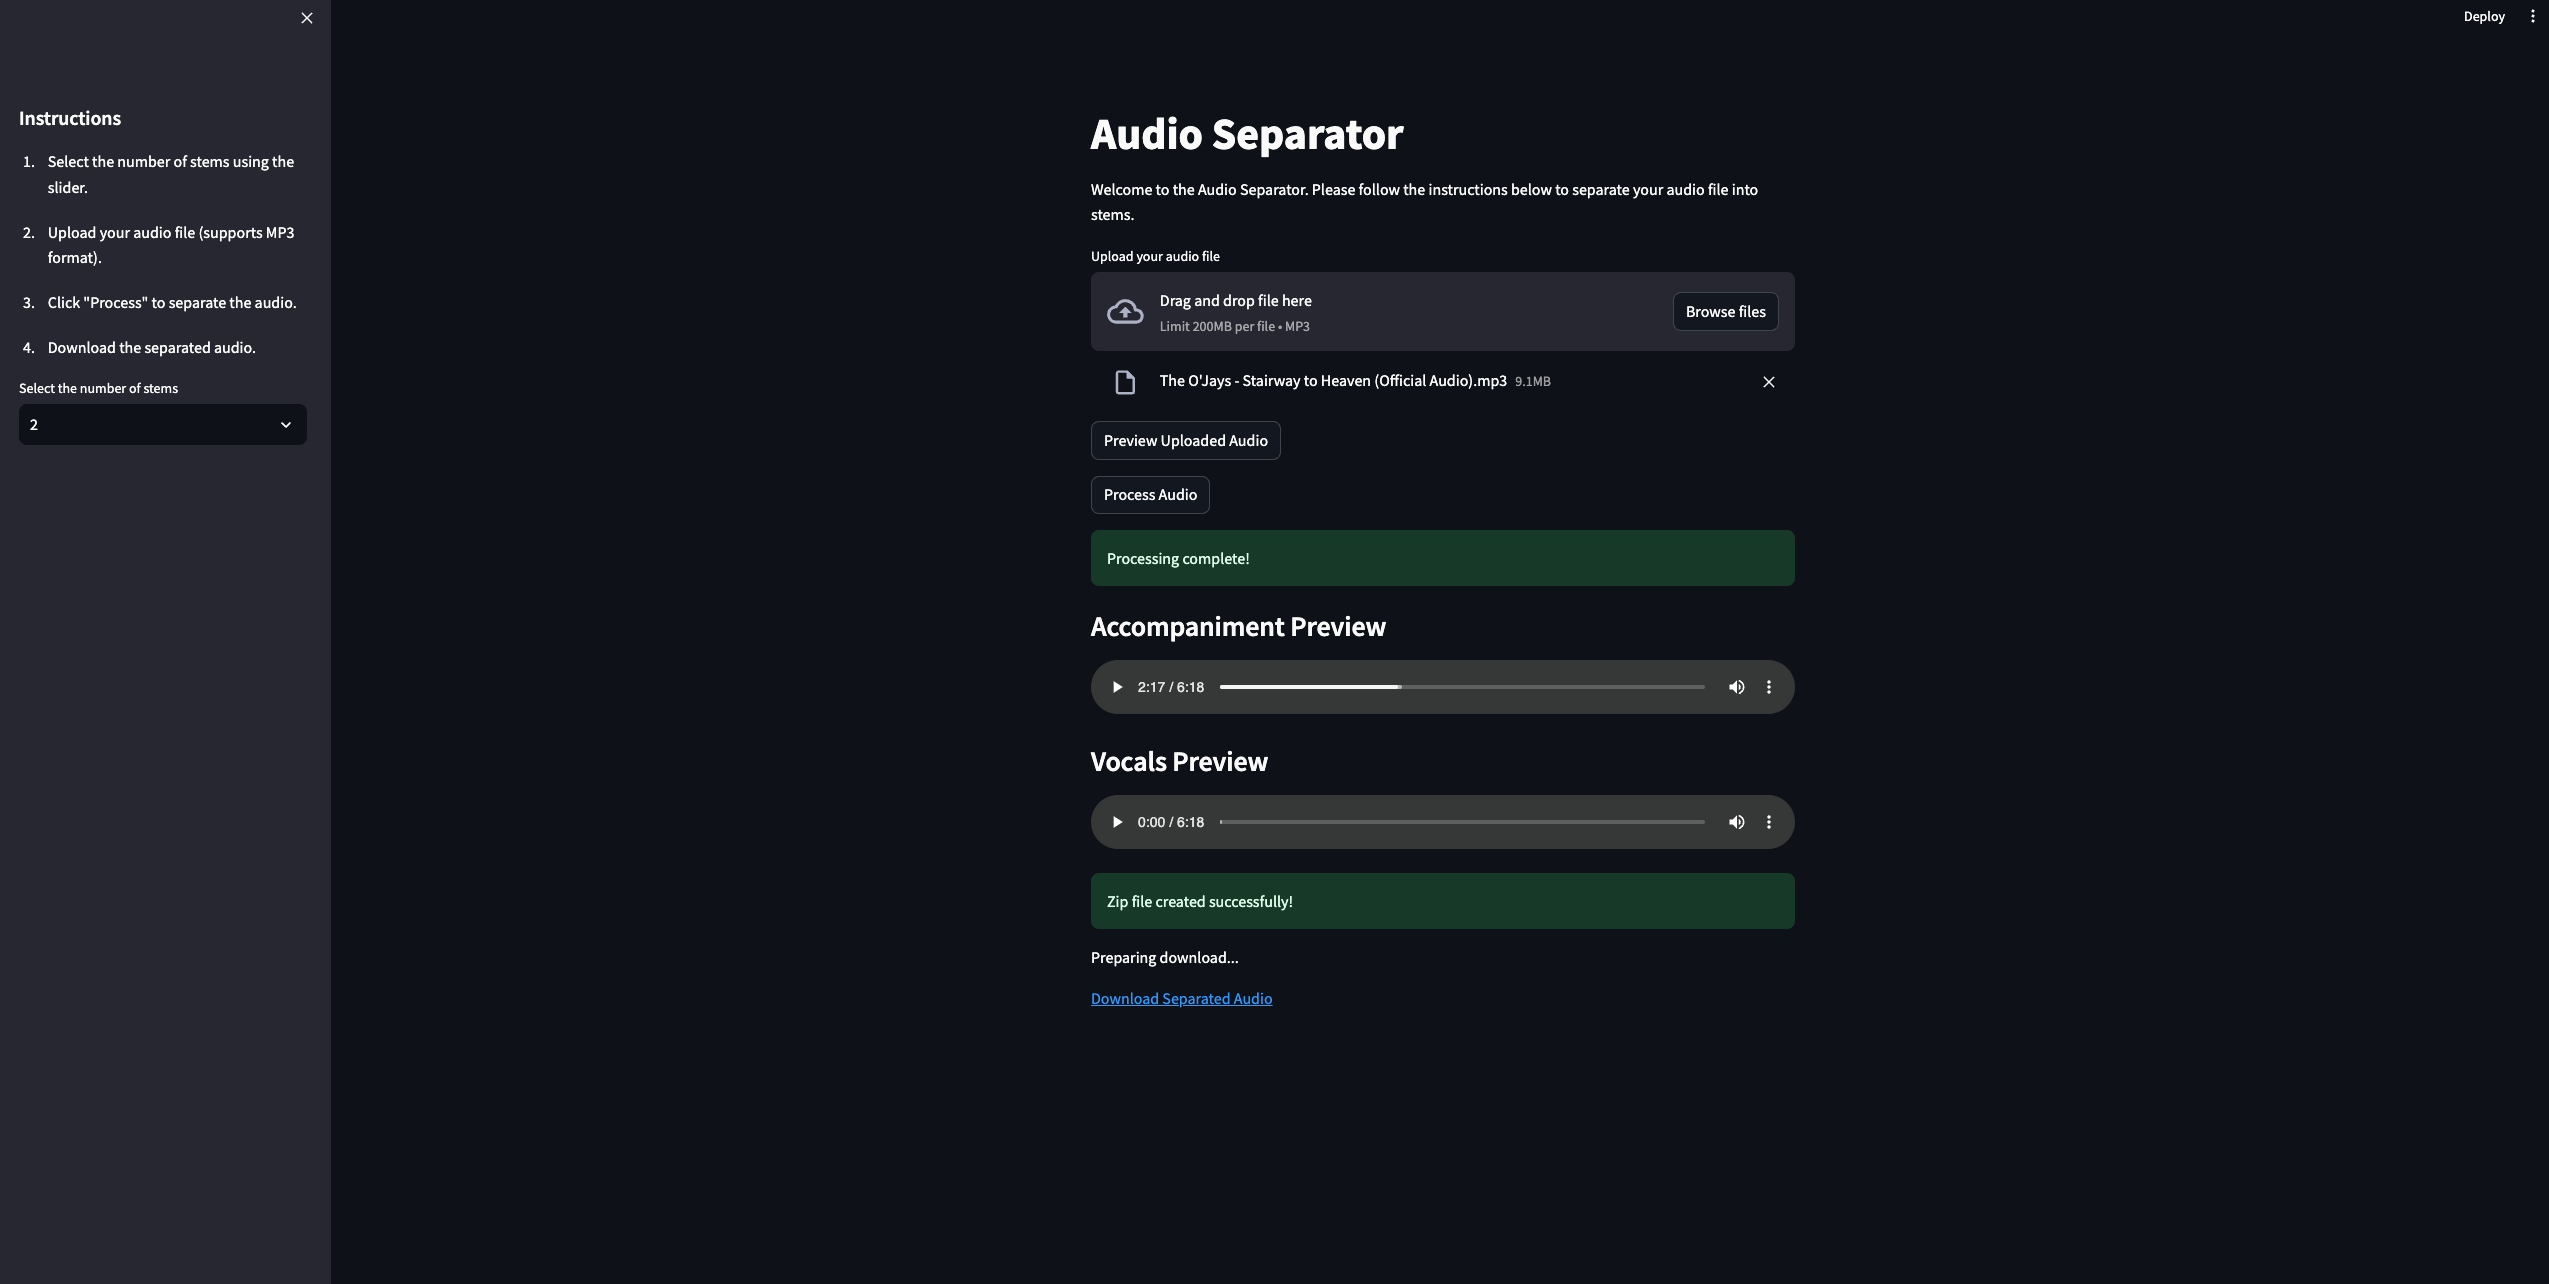 Deploy
Instructions
1. Select the number of stems using the
slider.
2. Upload your audio file (supports MP3
format).
3. Click "Process" to separate the audio.
4. Download the separated audio.
Select the number of stems
2
Audio Separator
Welcome to the Audio Separator. Please follow the instructions below to separate your audio file into
stems.
Upload your audio file
Drag and drop file here
Limit 200MB per file • MP3
Browse files
The O'Jays - Stairway to Heaven (Official Audio).mp3 9.1MB
Preview Uploaded Audio
Process Audio
Processing complete!
Accompaniment Preview
2:17 / 6:18
Vocals Preview
0:00 / 6:18
Zip file created successfully!
Preparing download...
Download Separated Audio